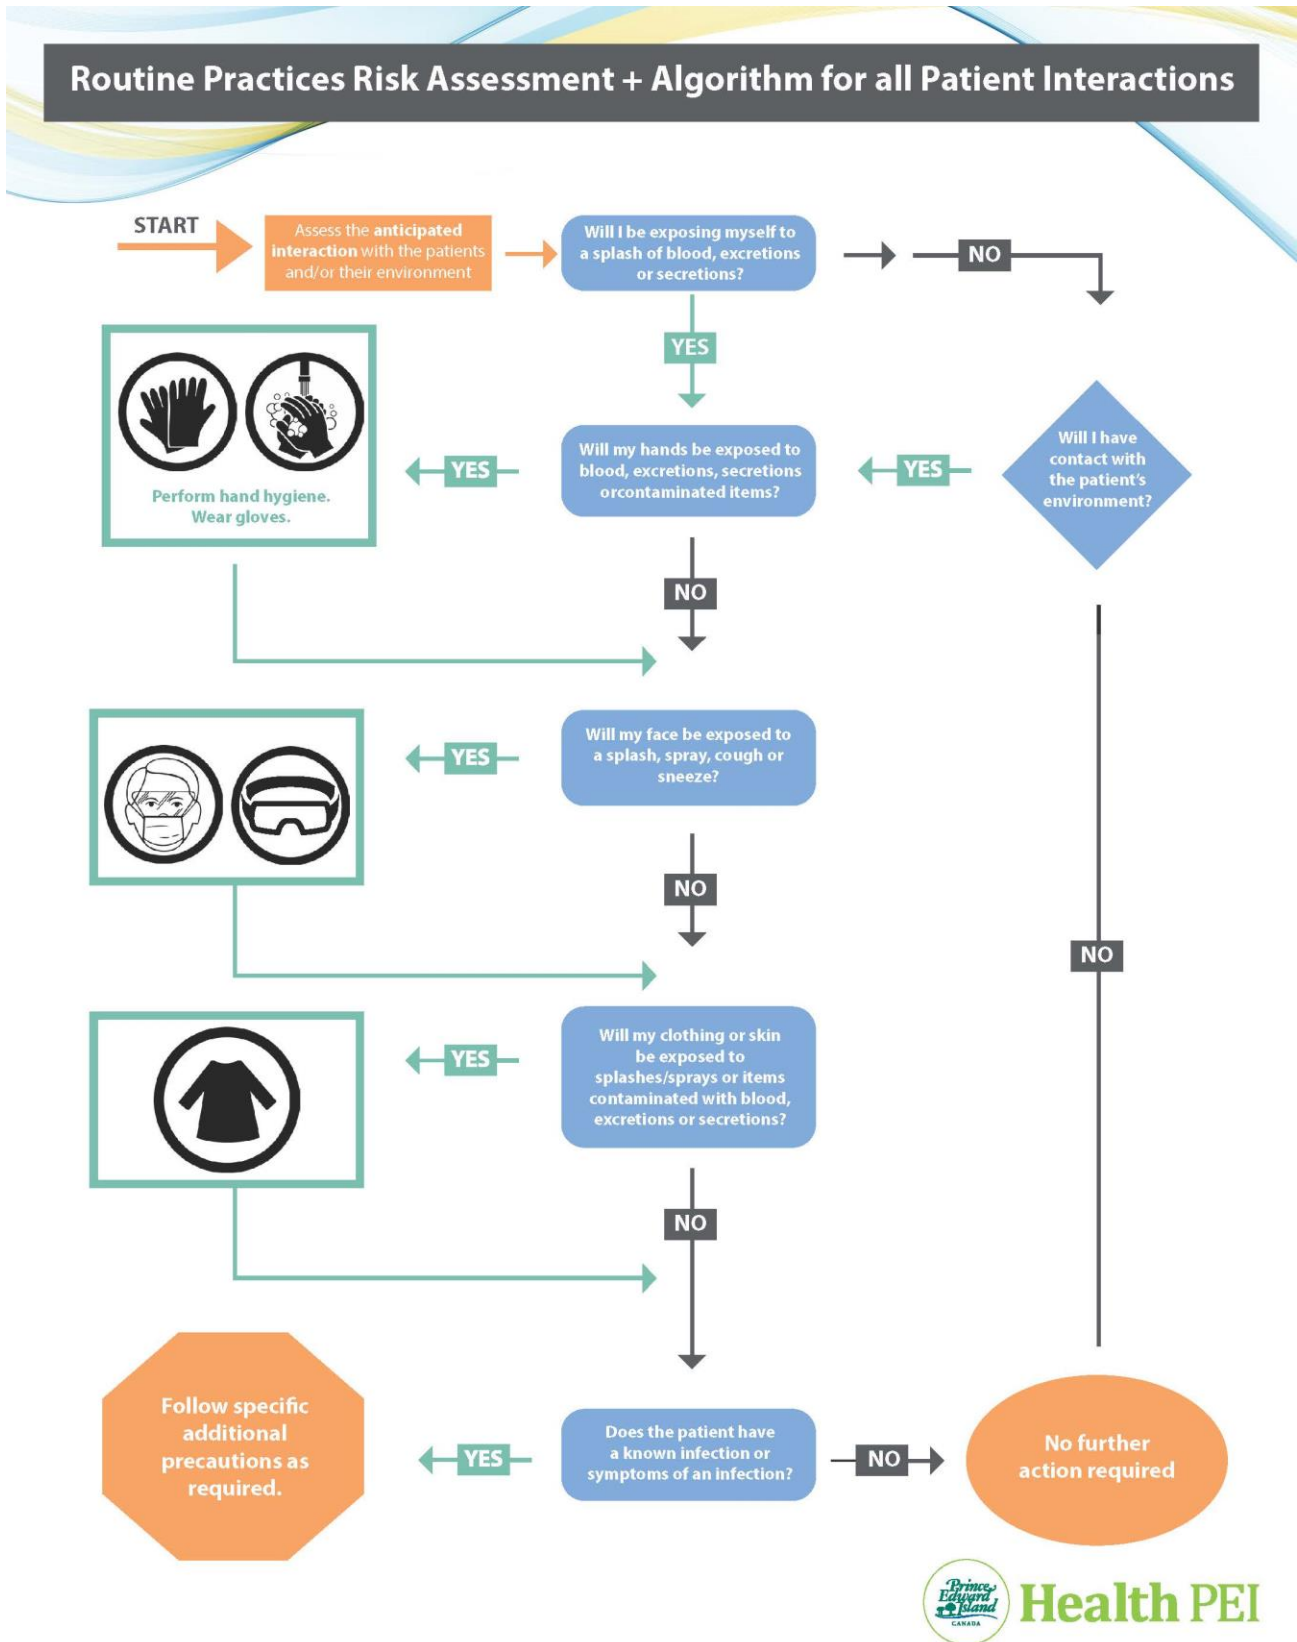 Routine Practices Risk Assessment + Algorithm for all Patient Interactions
START
Assess the anticipated
interaction with the patients
and/or their environment
Will I be exposing myself to
a splash of blood, excretions
or secretions?
NO
YES
Perform hand hygiene.
Wear gloves.
YES
Will my hands be exposed to
blood, excretions, secretions
orcontaminated items?
YES
Will I have
contact with
the patient's
environment?
NO
YES
Will my face be exposed to
a splash, spray, cough or
sneeze?
NO
NO
YES
Will my clothing or skin
be exposed to
splashes/sprays or items
contaminated with blood,
excretions or secretions?
NO
Follow specific
additional
precautions as
required.
YES
Does the patient have
a known infection or
symptoms of an infection?
NO
No further
action required
Prince
Edward
Island
CANADA
Health PEI